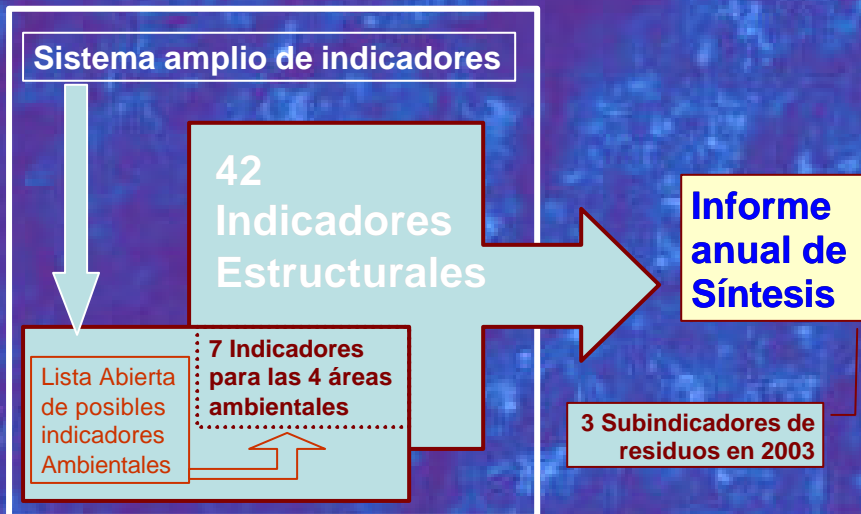 Sistema amplio de indicadores
42
Indicadores
Estructurales
Informe
anual de
Síntesis
7 Indicadores
para las 4 áreas
ambientales
Lista Abierta
de posibles
indicadores
Ambientales
3 Subindicadores de
residuos en 2003